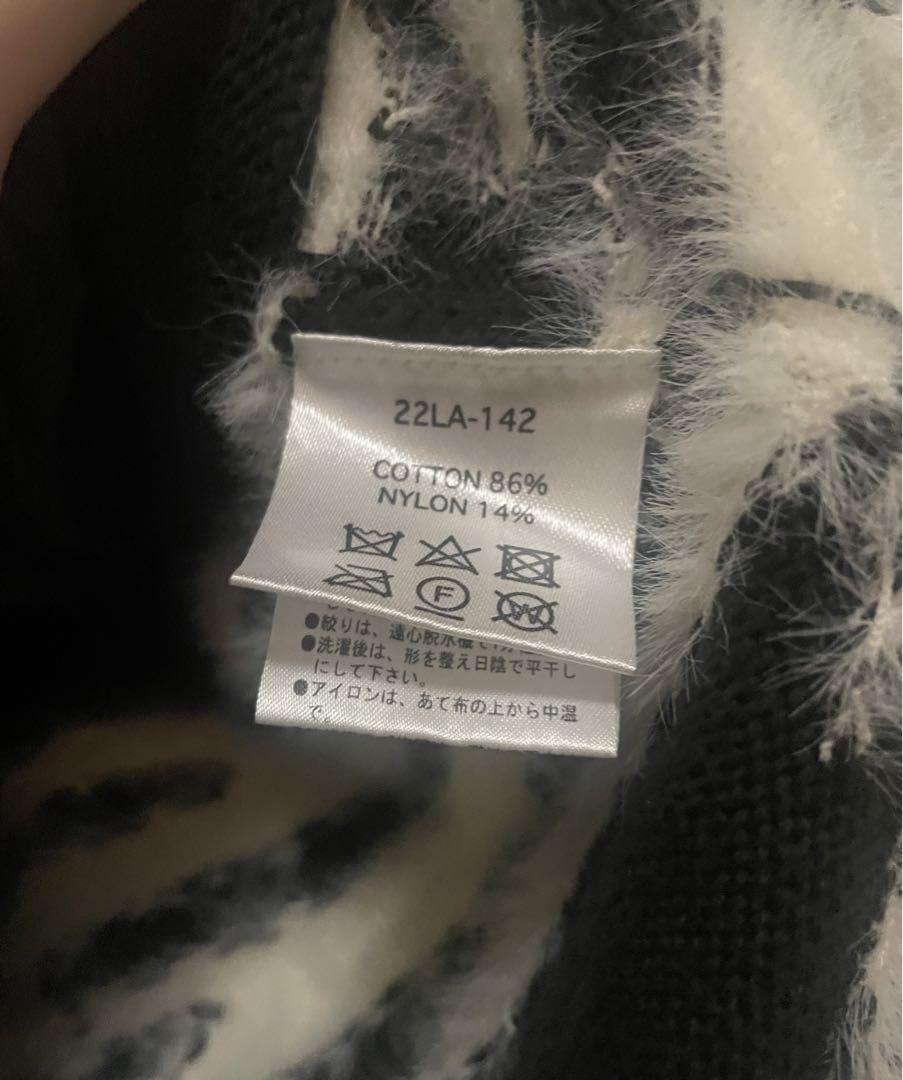 22LA-142
COTTON 86%
NYLON 14%
F
W
●絞りは、遠心脱水機で
●洗濯後は、形を整え日陰で平干し
にして下さい。
●アイロンは、あて布の上から中温
で。